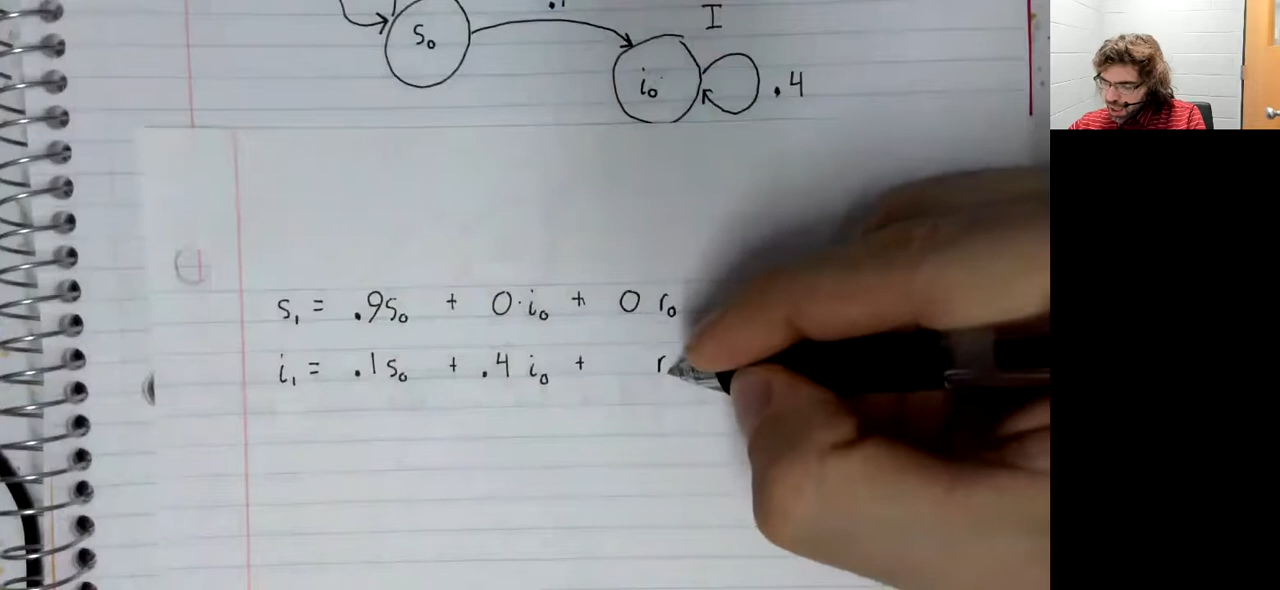 .1
I
s₀
i₀
.4
s₁ = .9s₀ + 0·i₀ + 0 r₀
i₁ = .1s₀ + .4 i₀ + r